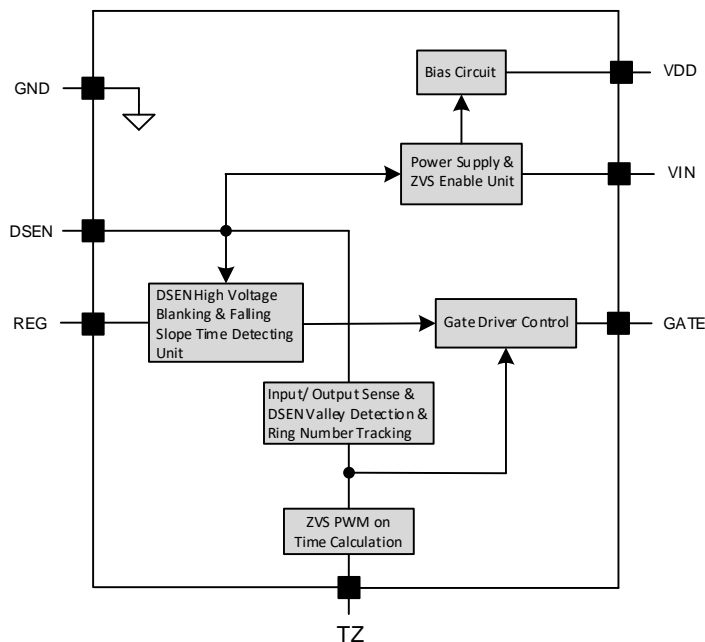 Bias Circuit
VDD
GND
Power Supply &
ZVS Enable Unit
VIN
DSEN
DSEN High Voltage
Blanking & Falling
Slope Time Detecting
Unit
REG
Gate Driver Control
GATE
Input/ Output Sense &
DSEN Valley Detection &
Ring Number Tracking
ZVS PWM on
Time Calculation
TZ